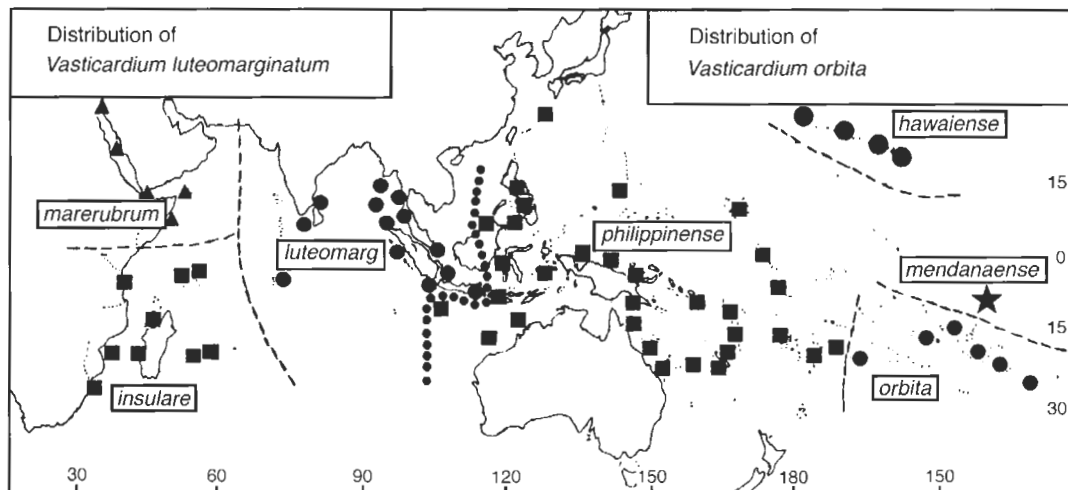 Distribution of
Vasticardium luteomarginatum
Distribution of
Vasticardium orbita
hawaiense
15
marerubrum
luteomarg
philippinense
0
mendanaense
15
insulare
orbita
30
30 60 90 120 150 180 150